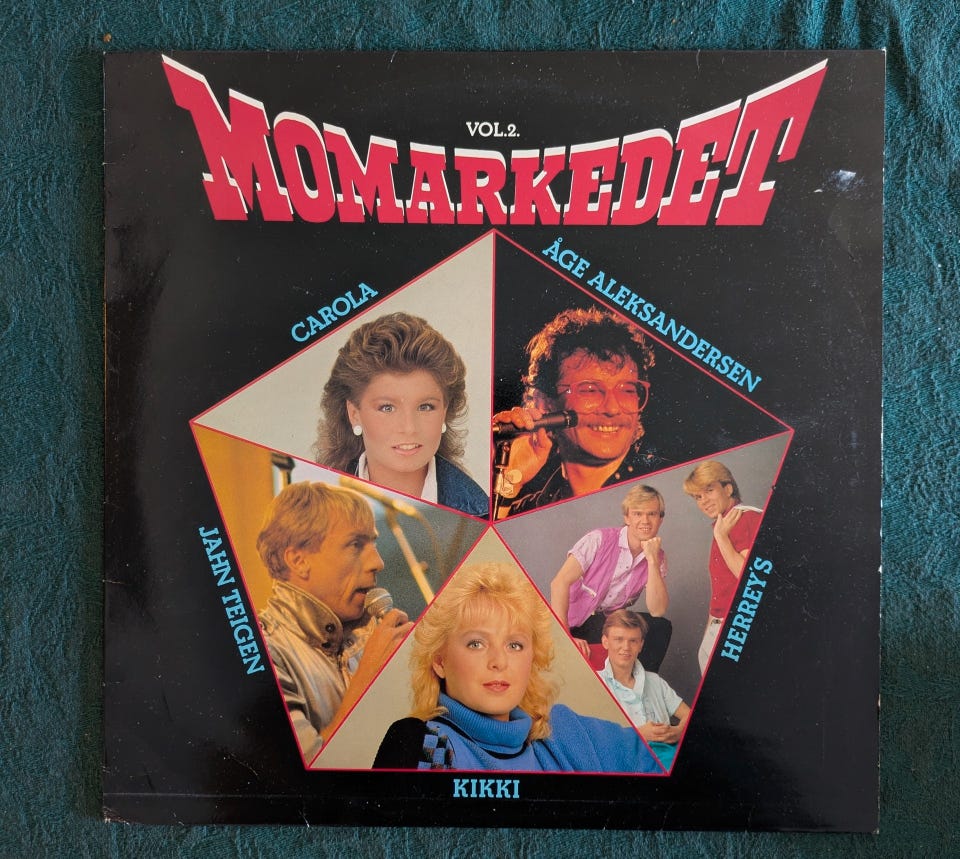 VOL.2.
MOMARKEDET
CAROLA
ÅGE ALEKSANDERSEN
JAHN TEIGEN
HERREY'S
KIKKI